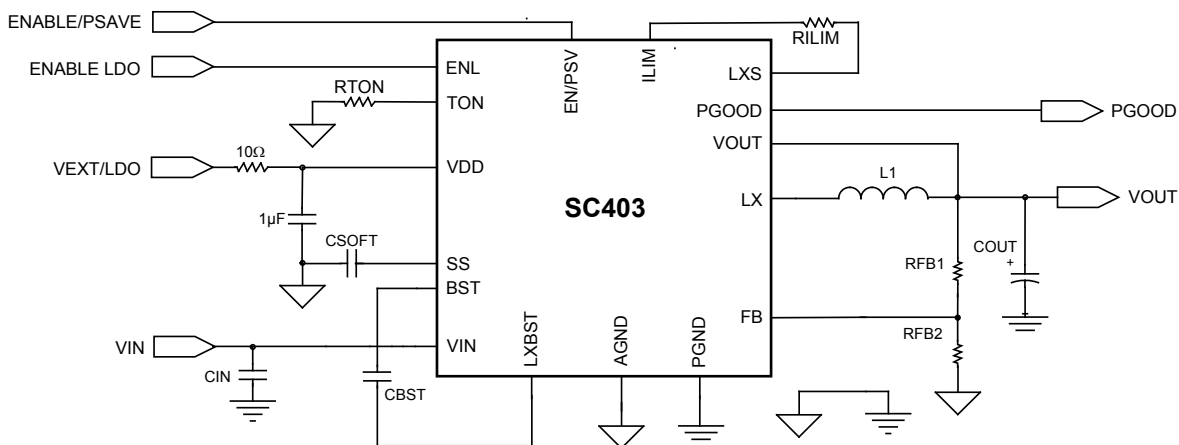 ENABLE/PSAVE
ENABLE LDO
RTON
VEXT/LDO
10Ω
1µF
CSOFT
VIN
CIN
CBST
ENL
TON
VDD
SS
BST
VIN
EN/PSV
ILIM
SC403
LXBST
AGND
PGND
LXS
PGOOD
VOUT
LX
FB
RILIM
PGOOD
L1
VOUT
RFB1
COUT
+
RFB2